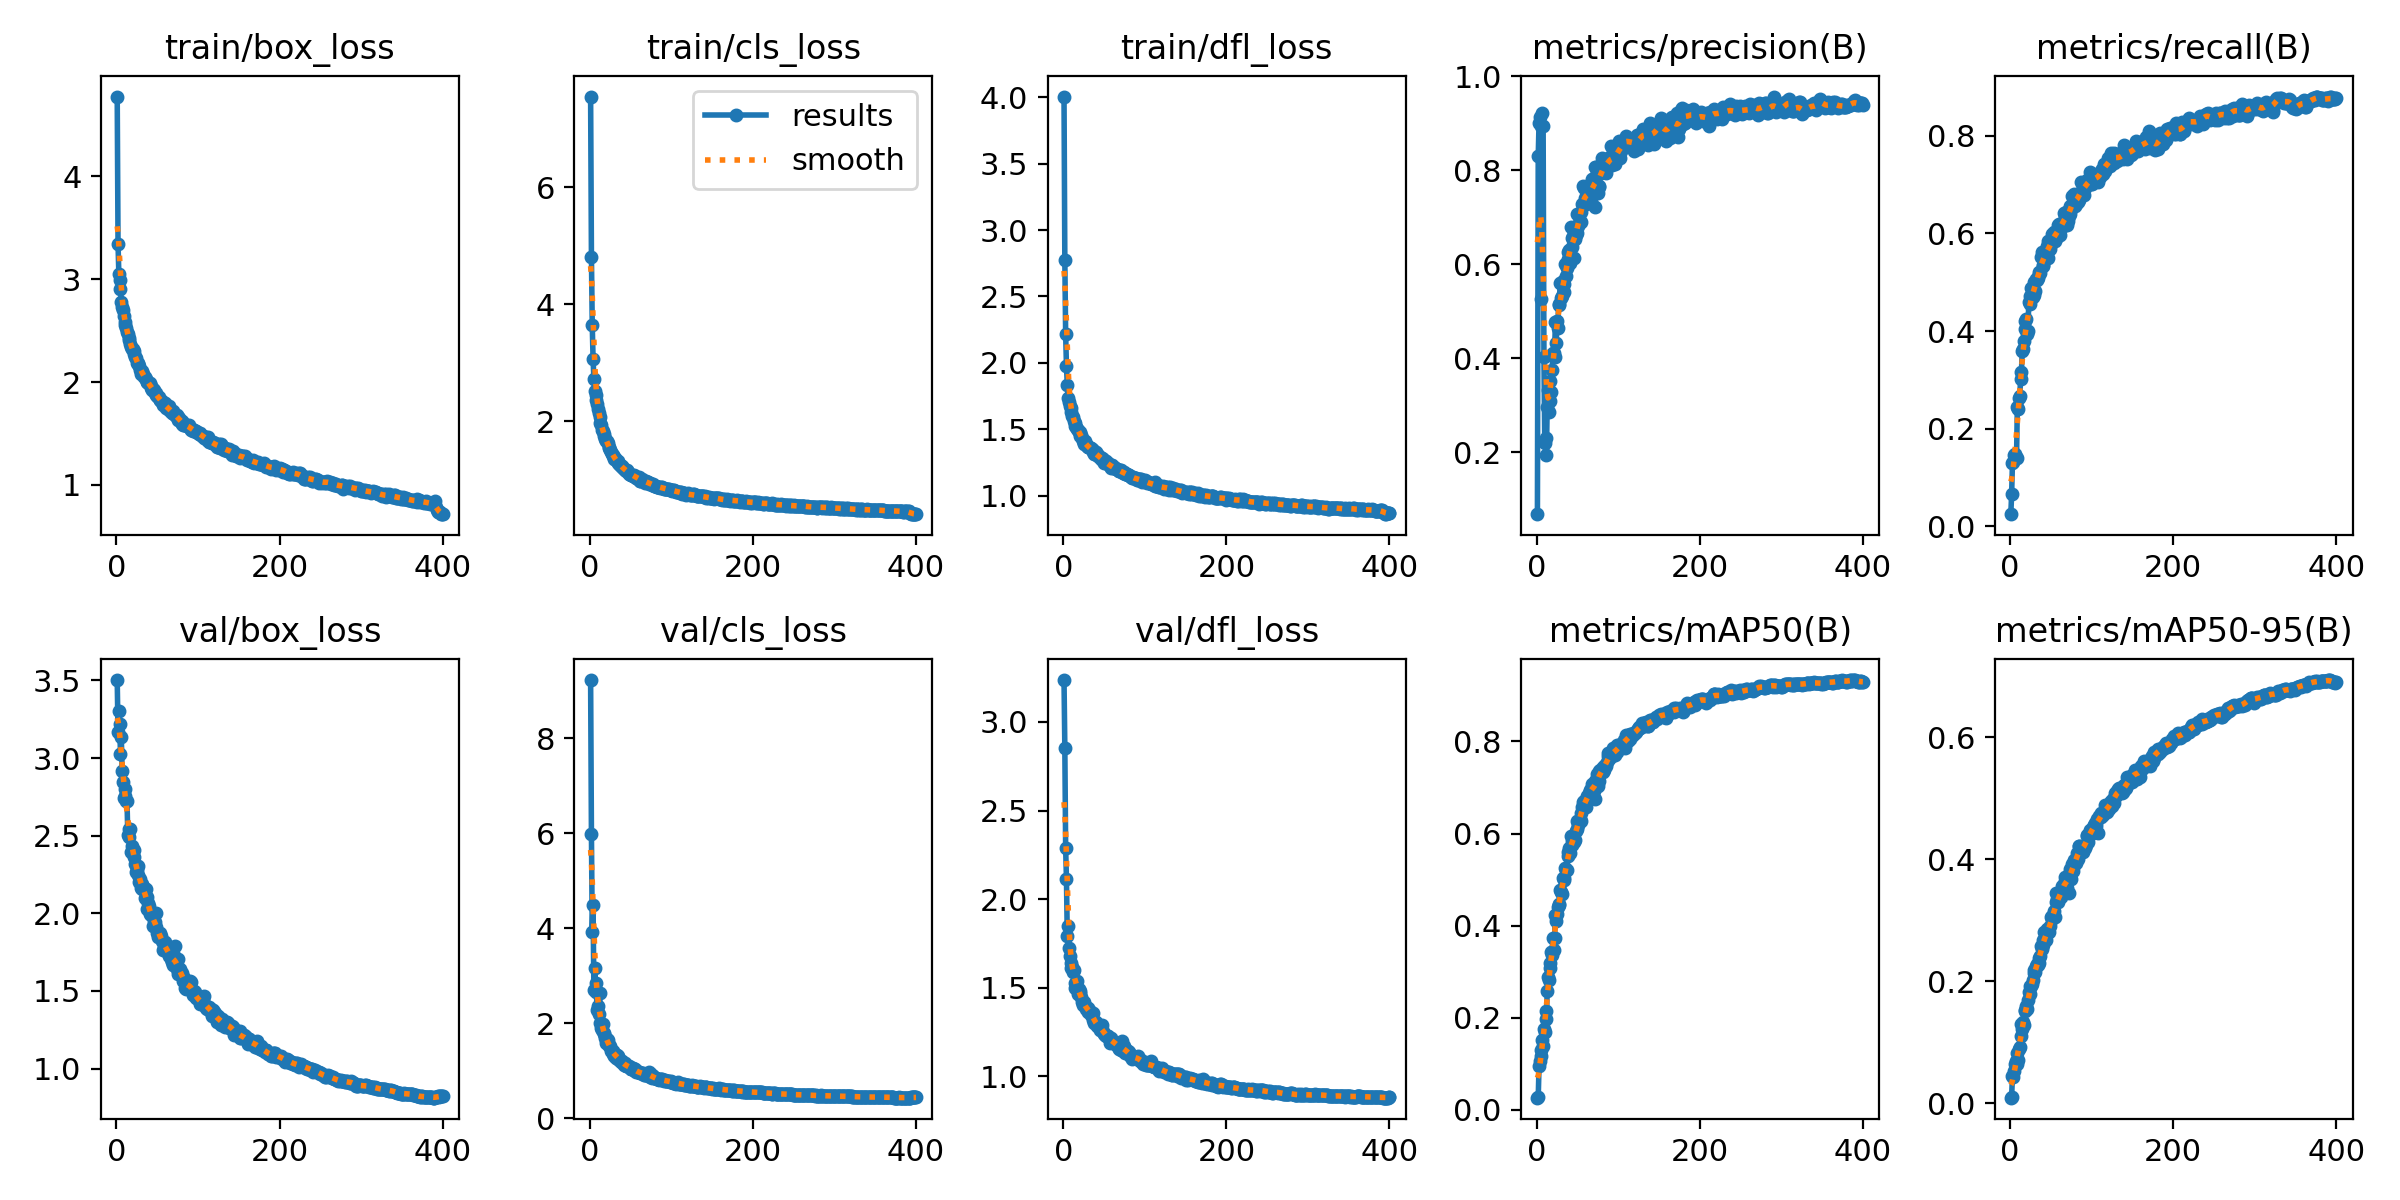 train/box_loss
4
3
2
1
0 200 400
train/cls_loss
results
smooth
6
4
2
0 200 400
train/dfl_loss
4.0
3.5
3.0
2.5
2.0
1.5
1.0
0 200 400
metrics/precision(B)
1.0
0.8
0.6
0.4
0.2
0 200 400
metrics/recall(B)
0.8
0.6
0.4
0.2
0.0
0 200 400
val/box_loss
3.5
3.0
2.5
2.0
1.5
1.0
0 200 400
val/cls_loss
8
6
4
2
0
0 200 400
val/dfl_loss
3.0
2.5
2.0
1.5
1.0
0 200 400
metrics/mAP50(B)
0.8
0.6
0.4
0.2
0.0
0 200 400
metrics/mAP50-95(B)
0.6
0.4
0.2
0.0
0 200 400